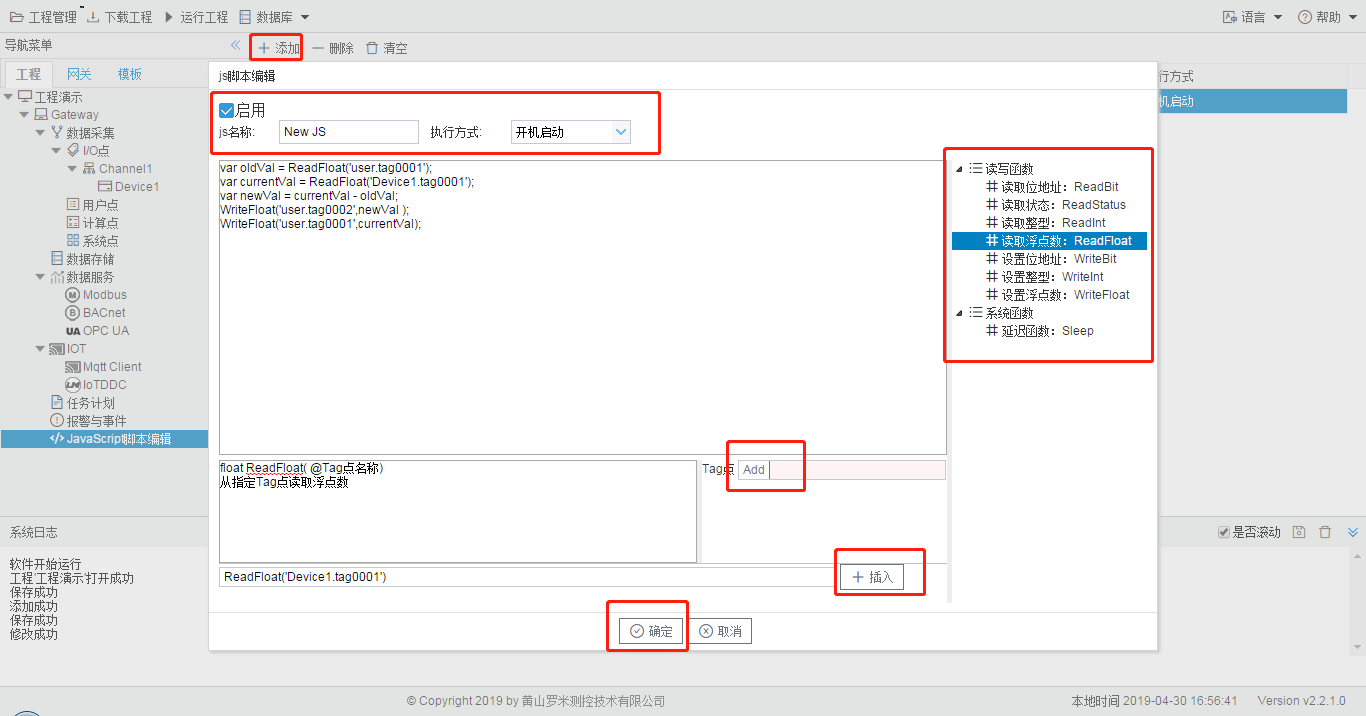 工程管理 下载工程 运行工程 数据库 语言 帮助
导航菜单
添加 删除 清空
工程 网关 模板
工程演示
Gateway
数据采集
I/O点
Channel1
Device1
用户点
计算点
系统点
数据存储
数据服务
Modbus
BACnet
UA OPC UA
IOT
Mqtt Client
IoTDDC
任务计划
报警与事件
JavaScript脚本编辑
js脚本编辑
行方式
机启动
启用
js名称: New JS 执行方式: 开机启动
var oldVal = ReadFloat('user.tag0001');
var currentVal = ReadFloat('Device1.tag0001');
var newVal = currentVal - oldVal;
WriteFloat('user.tag0002',newVal );
WriteFloat('user.tag0001',currentVal);
读写函数
读取位地址：ReadBit
读取状态：ReadStatus
读取整型：ReadInt
读取浮点数：ReadFloat
设置位地址：WriteBit
设置整型：WriteInt
设置浮点数：WriteFloat
系统函数
延迟函数：Sleep
float ReadFloat( @Tag点名称)
从指定Tag点读取浮点数
Tag点 Add
ReadFloat('Device1.tag0001')
插入
确定 取消
系统日志
是否滚动
软件开始运行
工程'工程演示'打开成功
保存成功
添加成功
保存成功
修改成功
© Copyright 2019 by 黄山罗米测控技术有限公司
本地时间 2019-04-30 16:56:41 Version v2.2.1.0